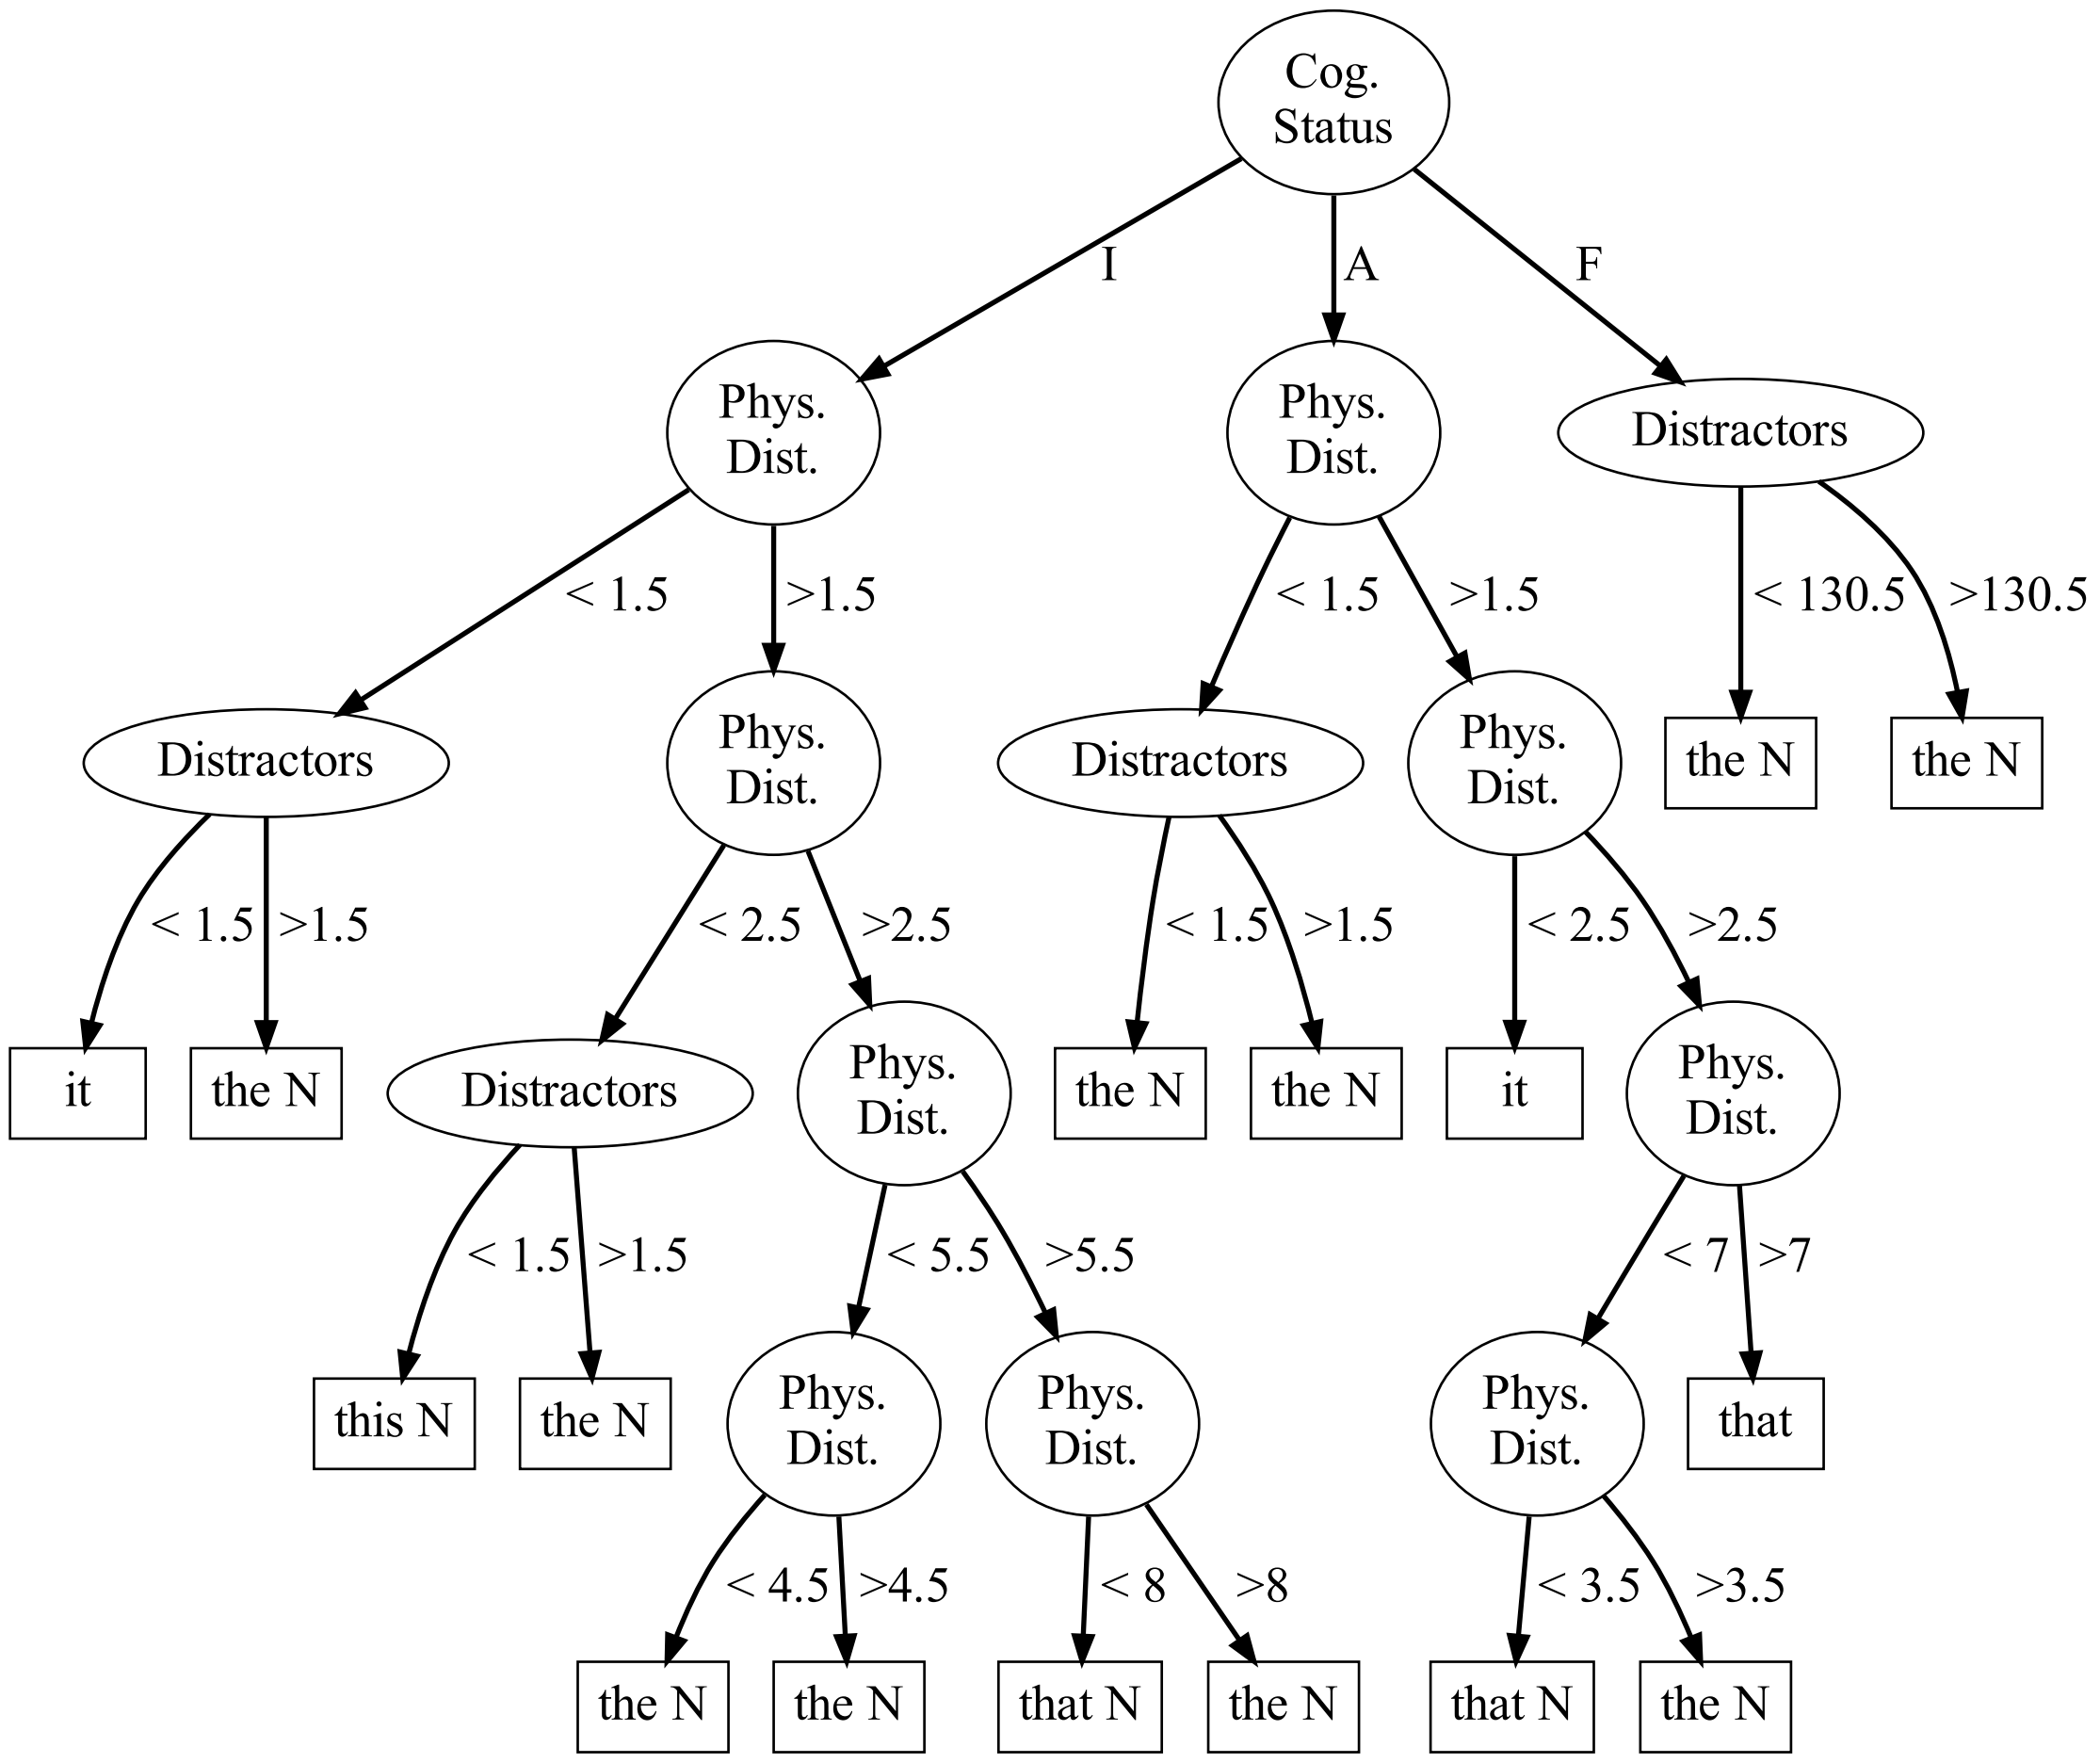 Cog.
Status
I
A
F
Phys.
Dist.
Phys.
Dist.
Distractors
< 1.5
>1.5
< 1.5
>1.5
< 130.5
>130.5
Distractors
Phys.
Dist.
Distractors
Phys.
Dist.
the N
the N
< 1.5
>1.5
< 2.5
>2.5
< 1.5
>1.5
< 2.5
>2.5
it
the N
Distractors
Phys.
Dist.
the N
the N
it
Phys.
Dist.
< 1.5
>1.5
< 5.5
>5.5
< 7
>7
this N
the N
Phys.
Dist.
Phys.
Dist.
Phys.
Dist.
that
< 4.5
>4.5
< 8
>8
< 3.5
>3.5
the N
the N
that N
the N
that N
the N